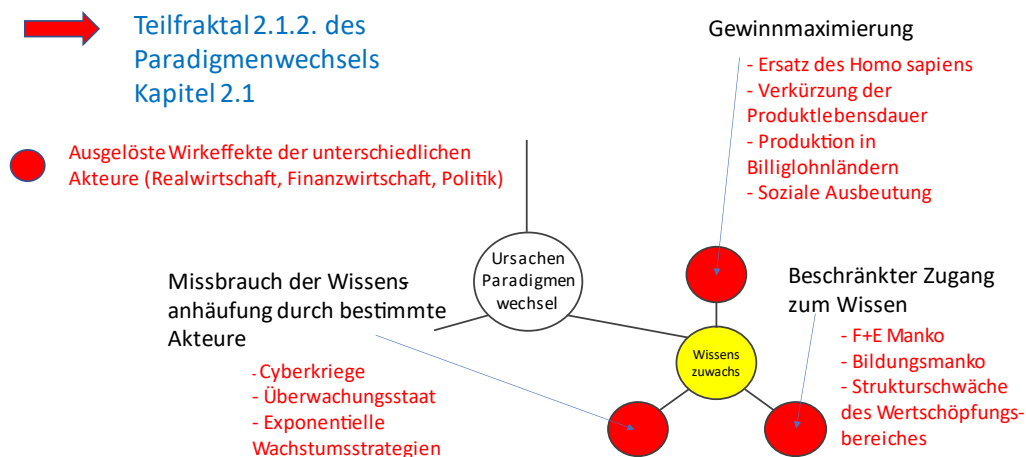 Teilfraktal 2.1.2. des
Paradigmenwechsels
Kapitel 2.1
Ausgelöste Wirkeffekte der unterschiedlichen
Akteure (Realwirtschaft, Finanzwirtschaft, Politik)
Gewinnmaximierung
- Ersatz des Homo sapiens
- Verkürzung der
Produktlebensdauer
- Produktion in
Billiglohnländern
- Soziale Ausbeutung
Ursachen
Paradigmen
wechsel
Missbrauch der Wissens-
anhäufung durch bestimmte
Akteure
- Cyberkriege
- Überwachungsstaat
- Exponentielle
Wachstumsstrategien
Wissens
zuwachs
Beschränkter Zugang
zum Wissen
- F+E Manko
- Bildungsmanko
- Strukturschwäche
des Wertschöpfungs-
bereiches